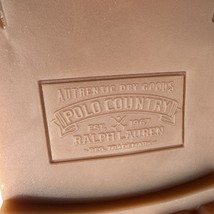 AUTHENTIC DRY GOODS
POLO COUNTRY
EST. 1967
RALPH LAUREN